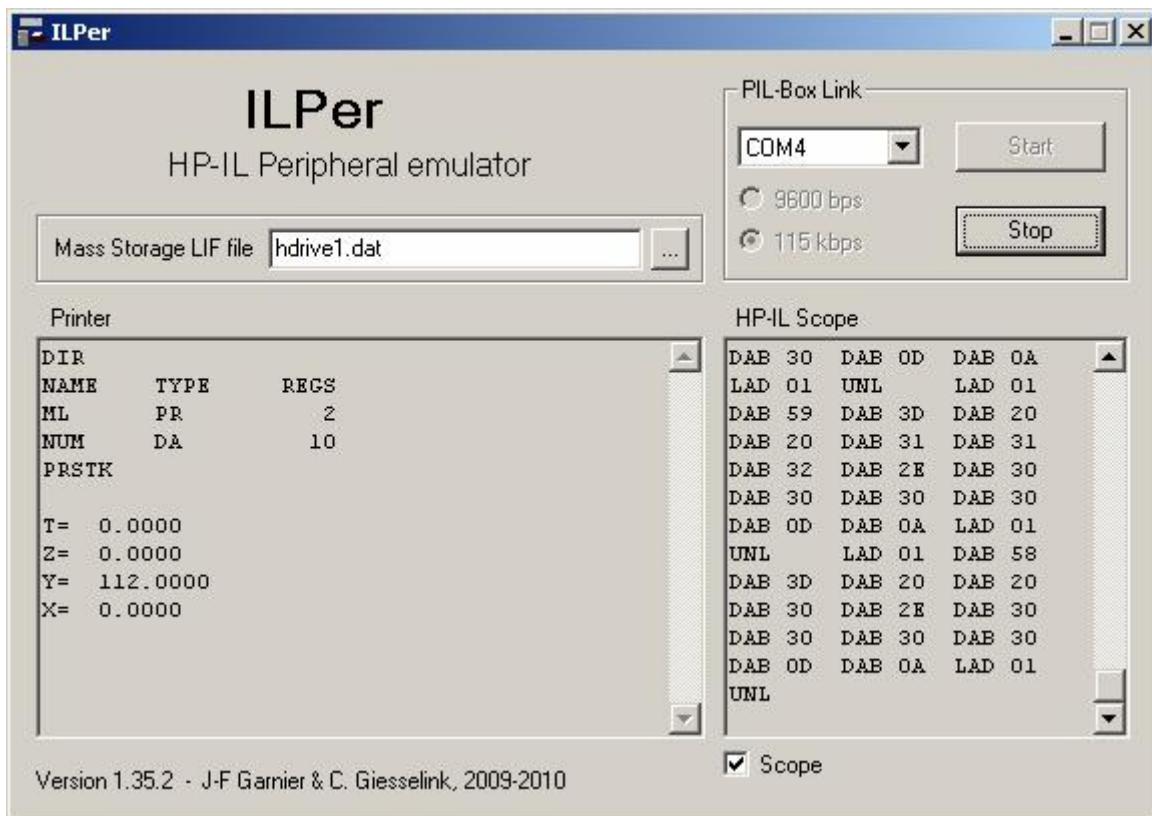 ILPer
ILPer
HP-IL Peripheral emulator
Mass Storage LIF file hdrive1.dat ...
PIL-Box Link
COM4 Start
9600 bps
115 kbps Stop
Printer
DIR
NAME TYPE REGS
ML PR 2
NUM DA 10
PRSTK
T= 0.0000
Z= 0.0000
Y= 112.0000
X= 0.0000
HP-IL Scope
DAB 30 DAB 0D DAB 0A
LAD 01 UNL LAD 01
DAB 59 DAB 3D DAB 20
DAB 20 DAB 31 DAB 31
DAB 32 DAB 2E DAB 30
DAB 30 DAB 30 DAB 30
DAB 0D DAB 0A LAD 01
UNL LAD 01 DAB 58
DAB 3D DAB 20 DAB 20
DAB 30 DAB 2E DAB 30
DAB 30 DAB 30 DAB 30
DAB 0D DAB 0A LAD 01
UNL
Scope
Version 1.35.2 - J-F Garnier & C. Giesselink, 2009-2010